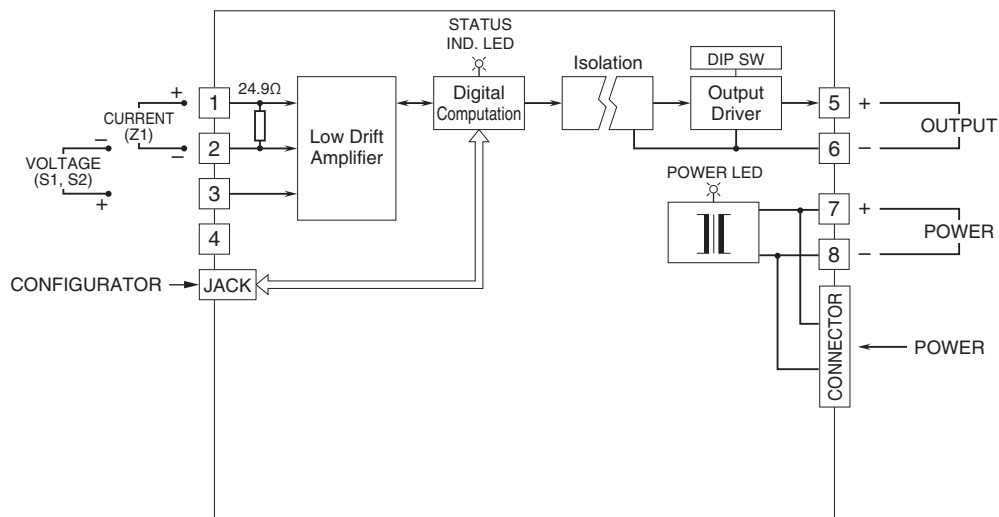 STATUS
IND. LED
Isolation
DIP SW
24.9Ω
1
5
+
+
CURRENT
(Z1)
Digital
Computation
Output
Driver
OUTPUT
Low Drift
Amplifier
2
−
6
−
−
VOLTAGE
(S1, S2)
+
3
POWER LED
7
+
4
POWER
8
−
CONFIGURATOR
JACK
CONNECTOR
POWER